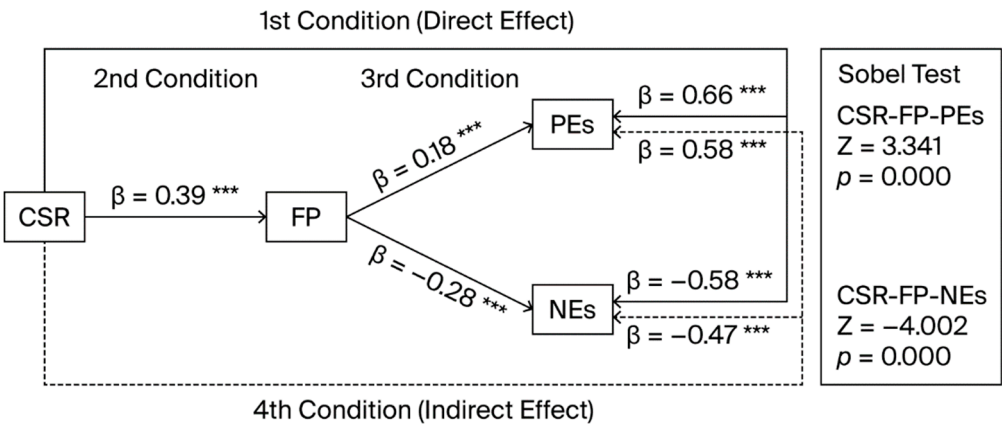 1st Condition (Direct Effect)
2nd Condition
3rd Condition
CSR
β = 0.39 ***
FP
β = 0.18 ***
β = −0.28 ***
PEs
NEs
β = 0.66 ***
β = 0.58 ***
β = −0.58 ***
β = −0.47 ***
4th Condition (Indirect Effect)
Sobel Test
CSR-FP-PEs
Z = 3.341
p = 0.000
CSR-FP-NEs
Z = −4.002
p = 0.000